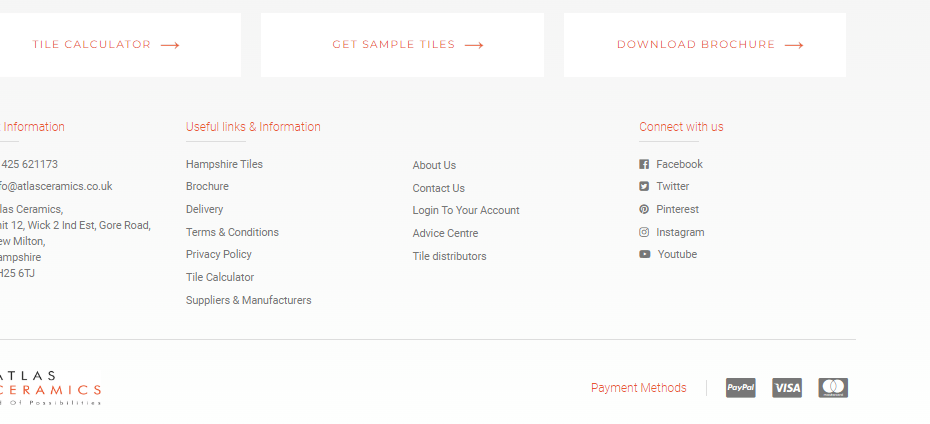 TILE CALCULATOR
GET SAMPLE TILES
DOWNLOAD BROCHURE
Information
425 621173
fo@atlasceramics.co.uk
las Ceramics,
it 12, Wick 2 Ind Est, Gore Road,
ew Milton,
ampshire
H25 6TJ
Useful links & Information
Hampshire Tiles
Brochure
Delivery
Terms & Conditions
Privacy Policy
Tile Calculator
Suppliers & Manufacturers
About Us
Contact Us
Login To Your Account
Advice Centre
Tile distributors
Connect with us
Facebook
Twitter
Pinterest
Instagram
Youtube
ATLAS
CERAMICS
d Of Possibilities
Payment Methods
PayPal
VISA